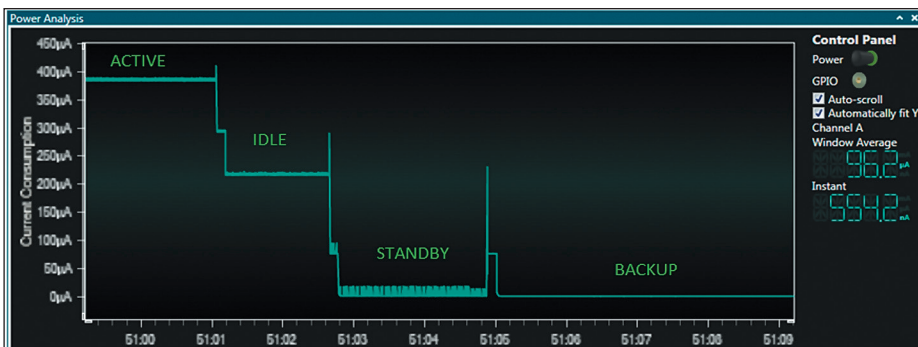 Power Analysis
Current Consumption
450µA
400µA
350µA
300µA
250µA
200µA
150µA
100µA
50µA
0µA
ACTIVE
IDLE
STANDBY
BACKUP
51:00
51:01
51:02
51:03
51:04
51:05
51:06
51:07
51:08
51:09
Control Panel
Power
GPIO
Auto-scroll
Automatically fit Y
Channel A
Window Average
96.2 µA
Instant
554.2 nA